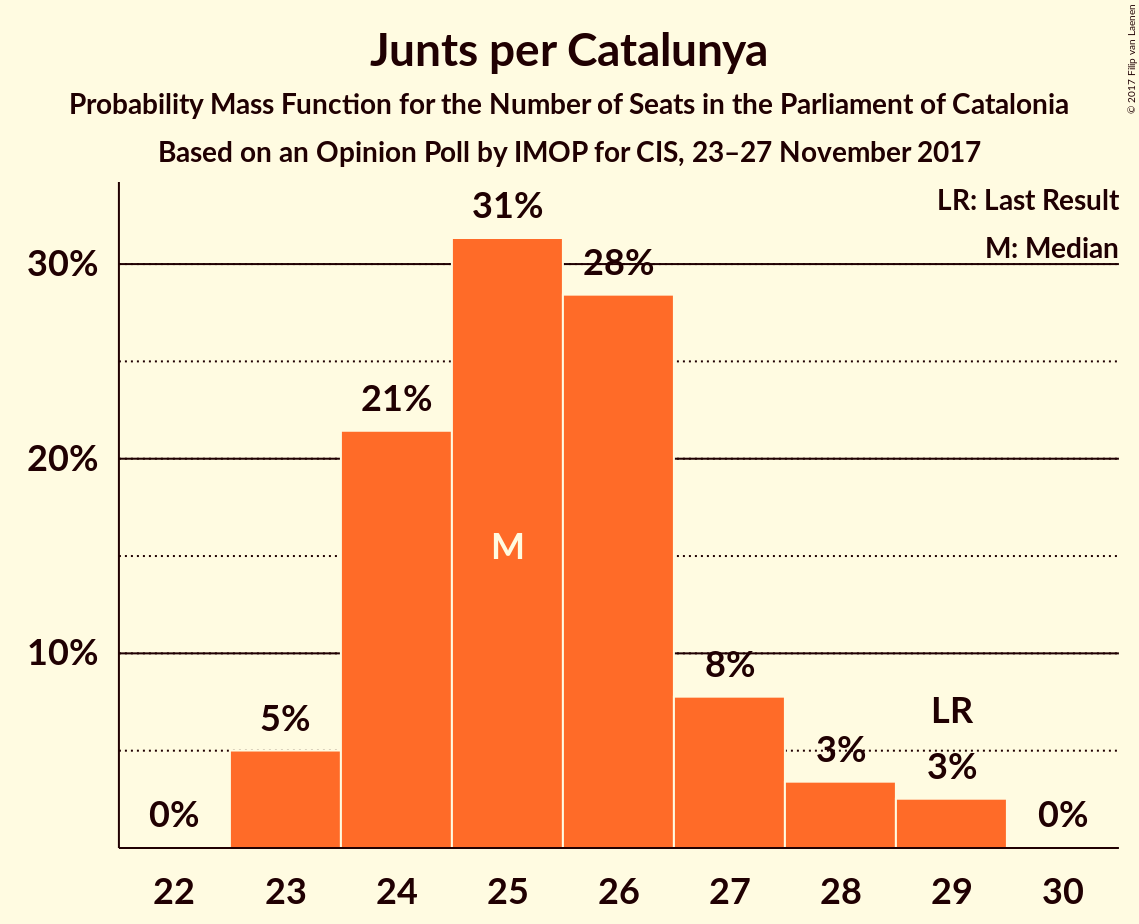 Junts per Catalunya
Probability Mass Function for the Number of Seats in the Parliament of Catalonia
Based on an Opinion Poll by IMOP for CIS, 23–27 November 2017
© 2017 Filip van Laenen
LR: Last Result
M: Median
30%
20%
10%
0%
5%
21%
31%
M
28%
8%
3%
LR
3%
0%
22 23 24 25 26 27 28 29 30